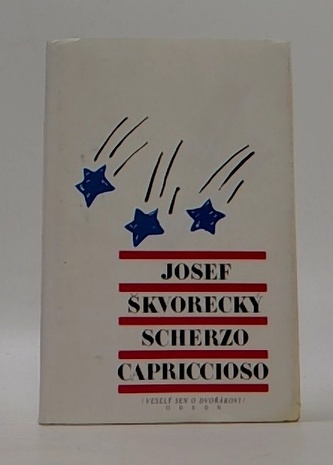 JOSEF
ŠKVORECKÝ
SCHERZO
CAPRICCIOSO
(VESELÝ SEN O DVOŘÁKOVI)
ODEON